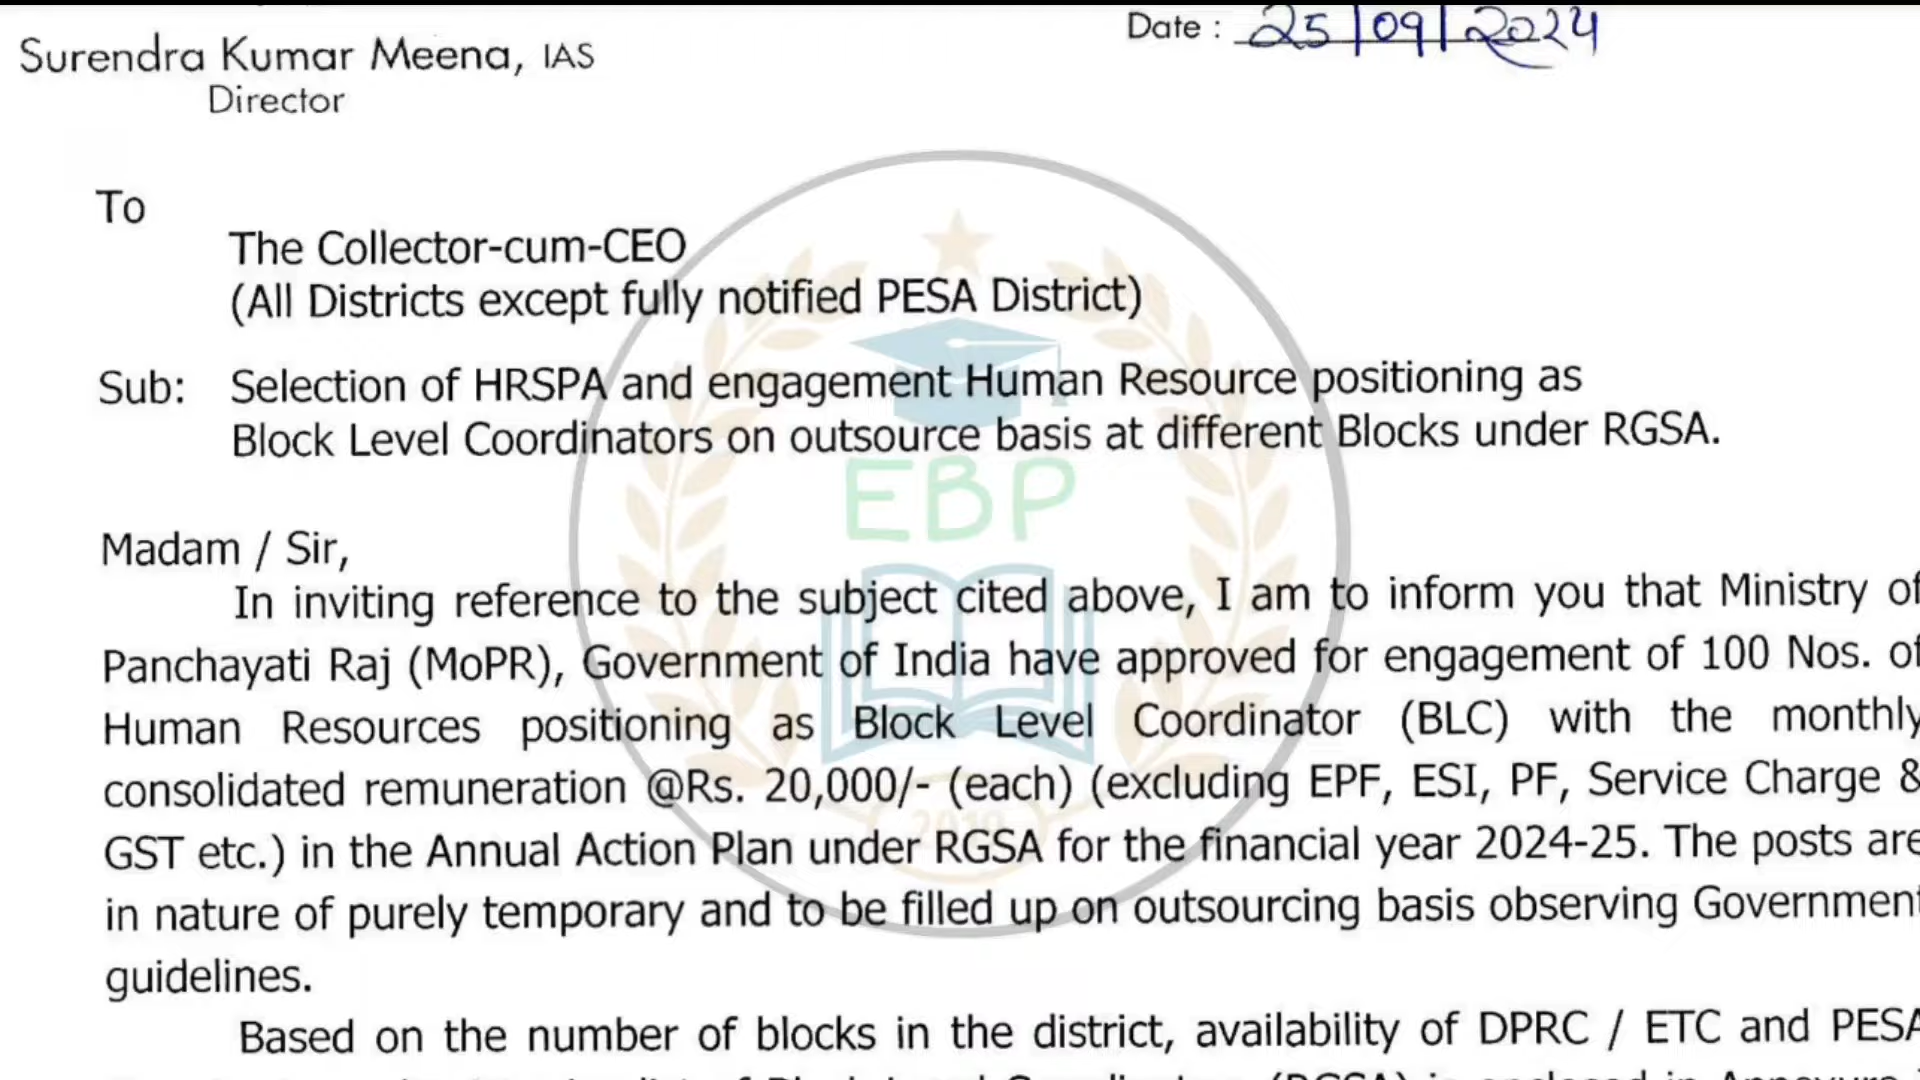 Date : 25/09/2024
Surendra Kumar Meena, IAS
Director
To
The Collector-cum-CEO
(All Districts except fully notified PESA District)
Sub: Selection of HRSPA and engagement Human Resource positioning as
Block Level Coordinators on outsource basis at different Blocks under RGSA.
EBP
Madam / Sir,
In inviting reference to the subject cited above, I am to inform you that Ministry of
Panchayati Raj (MoPR), Government of India have approved for engagement of 100 Nos. of
Human Resources positioning as Block Level Coordinator (BLC) with the monthly
consolidated remuneration @Rs. 20,000/- (each) (excluding EPF, ESI, PF, Service Charge &
2019
GST etc.) in the Annual Action Plan under RGSA for the financial year 2024-25. The posts are
in nature of purely temporary and to be filled up on outsourcing basis observing Government
guidelines.
Based on the number of blocks in the district, availability of DPRC / ETC and PESA
(RGSA) is enclosed in Annexure